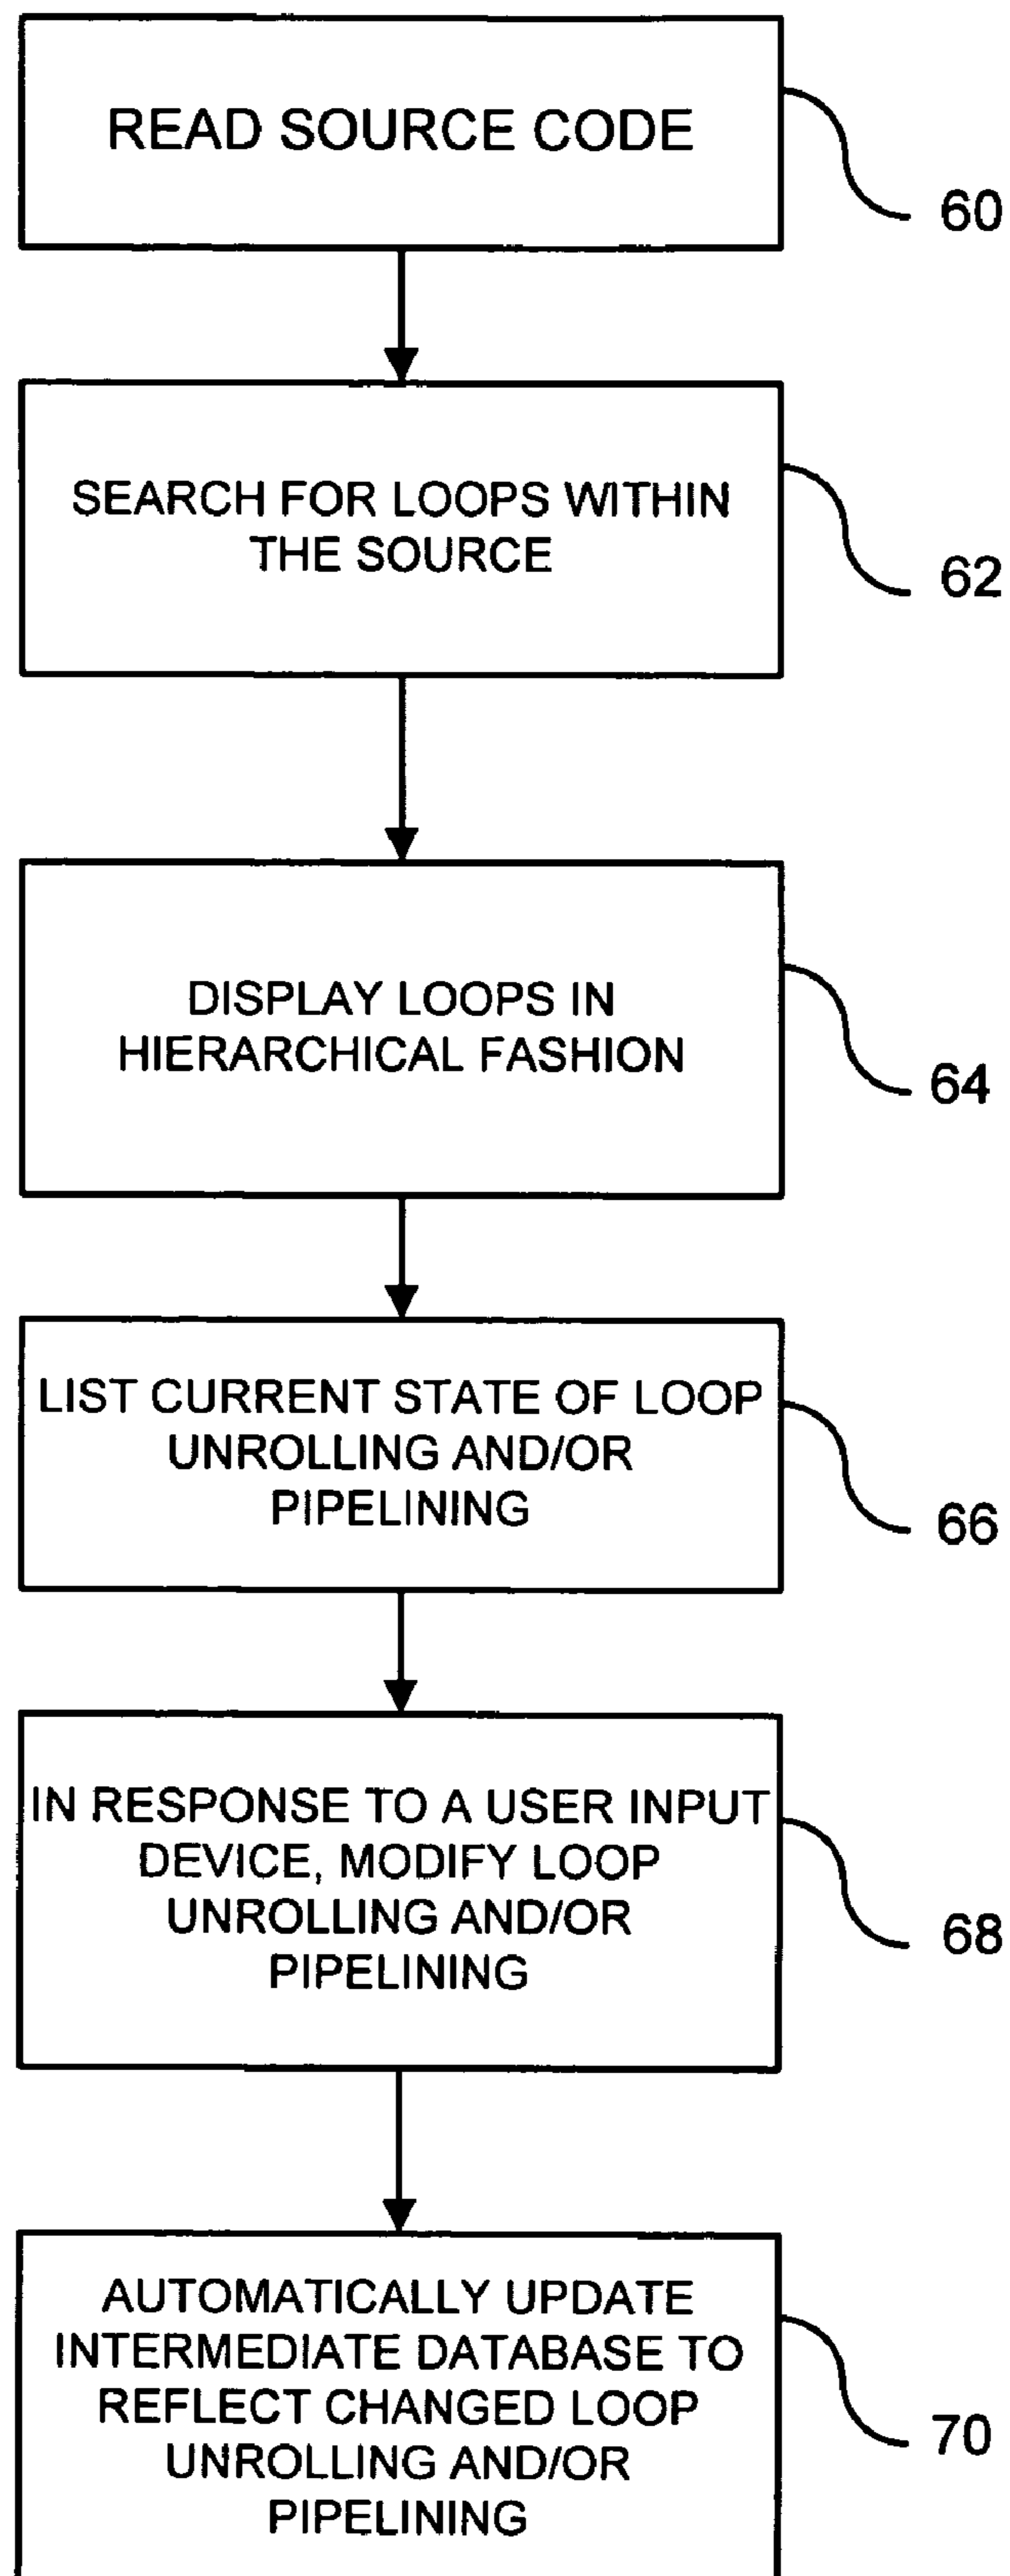 READ SOURCE CODE
60
SEARCH FOR LOOPS WITHIN
THE SOURCE
62
DISPLAY LOOPS IN
HIERARCHICAL FASHION
64
LIST CURRENT STATE OF LOOP
UNROLLING AND/OR
PIPELINING
66
IN RESPONSE TO A USER INPUT
DEVICE, MODIFY LOOP
UNROLLING AND/OR
PIPELINING
68
AUTOMATICALLY UPDATE
INTERMEDIATE DATABASE TO
REFLECT CHANGED LOOP
UNROLLING AND/OR
PIPELINING
70